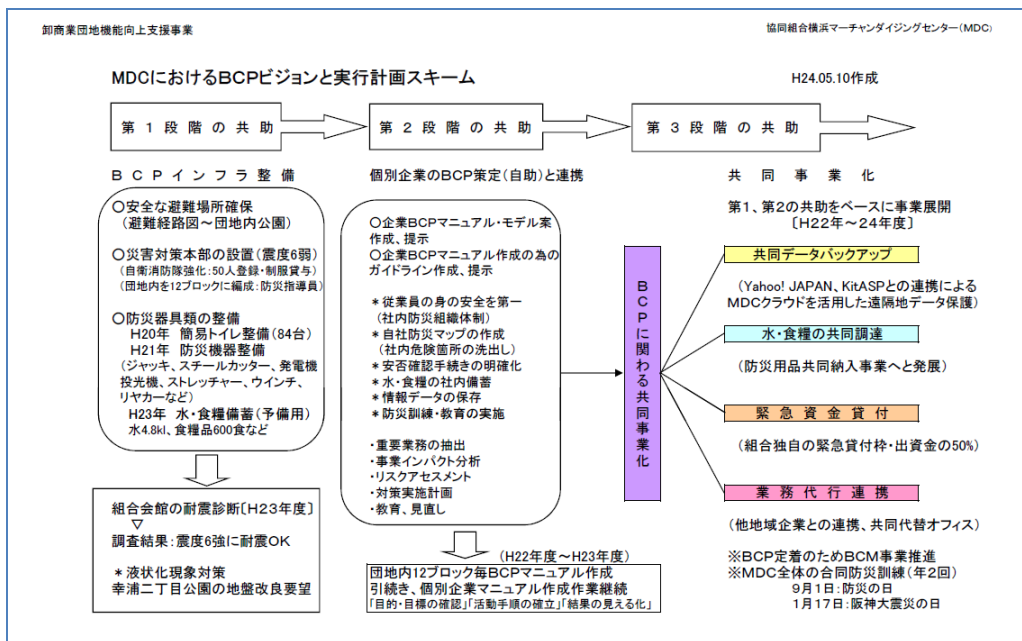 卸商業団地機能向上支援事業
協同組合横浜マーチャンダイジングセンター(MDC)
MDCにおけるBCPビジョンと実行計画スキーム
H24.05.10作成
第1段階の共助
第2段階の共助
第3段階の共助
BCPインフラ整備
○安全な避難場所確保
(避難経路図～団地内公園)
○災害対策本部の設置(震度6弱)
(自衛消防隊強化:50人登録・制服貸与)
(団地内を12ブロックに編成:防災指導員)
○防災器具類の整備
H20年 簡易トイレ整備(84台)
H21年 防災機器整備
(ジャッキ、スチールカッター、発電機
投光機、ストレッチャー、ウインチ、
リヤカーなど)
H23年 水・食糧備蓄(予備用)
水4.8kl、食糧品600食など
組合会館の耐震診断〔H23年度〕
▽
調査結果:震度6強に耐震OK
*液状化現象対策
幸浦二丁目公園の地盤改良要望
個別企業のBCP策定(自助)と連携
○企業BCPマニュアル・モデル案
作成、提示
○企業BCPマニュアル作成の為の
ガイドライン作成、提示
*従業員の身の安全を第一
(社内防災組織体制)
*自社防災マップの作成
(社内危険箇所の洗出し)
*安否確認手続きの明確化
*水・食糧の社内備蓄
*情報データの保存
*防災訓練・教育の実施
・重要業務の抽出
・事業インパクト分析
・リスクアセスメント
・対策実施計画
・教育、見直し
(H22年度～H23年度)
団地内12ブロック毎BCPマニュアル作成
引続き、個別企業マニュアル作成作業継続
「目的・目標の確認」「活動手順の確立」「結果の見える化」
BCPに関わる共同事業化
共同事業化
第1、第2の共助をベースに事業展開
〔H22年～24年度〕
共同データバックアップ
(Yahoo! JAPAN、KitASPとの連携による
MDCクラウドを活用した遠隔地データ保護)
水・食糧の共同調達
(防災用品共同納入事業へと発展)
緊急資金貸付
(組合独自の緊急貸付枠・出資金の50%)
業務代行連携
(他地域企業との連携、共同代替オフィス)
※BCP定着のためBCM事業推進
※MDC全体の合同防災訓練(年2回)
9月1日:防災の日
1月17日:阪神大震災の日